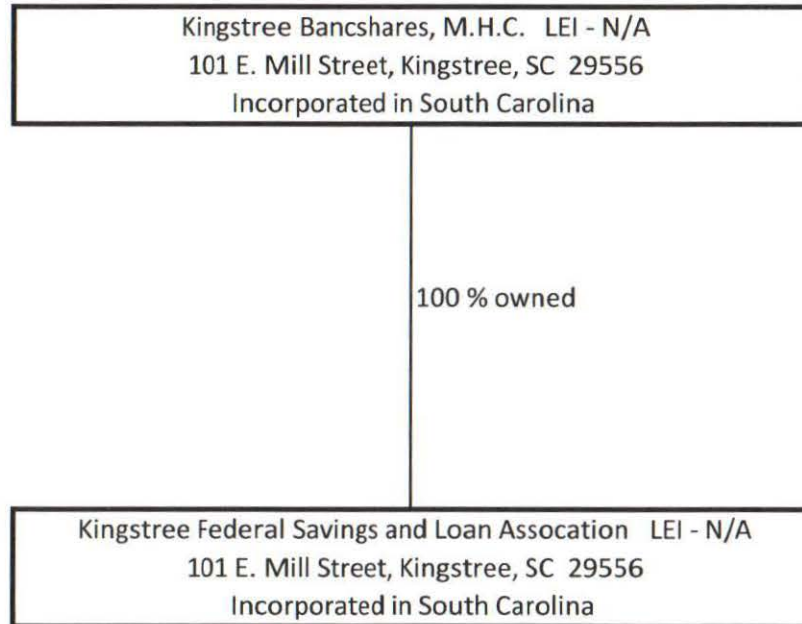 Kingstree Bancshares, M.H.C. LEI - N/A
101 E. Mill Street, Kingstree, SC 29556
Incorporated in South Carolina
100 % owned
Kingstree Federal Savings and Loan Assocation LEI - N/A
101 E. Mill Street, Kingstree, SC 29556
Incorporated in South Carolina